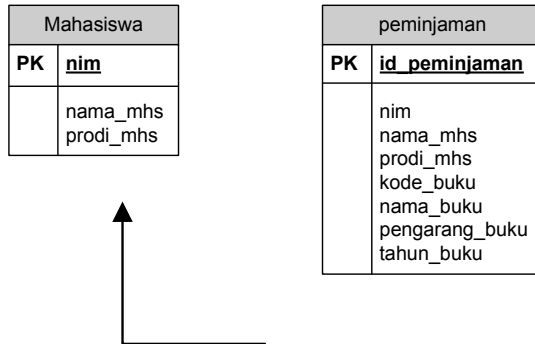 Mahasiswa
PK nim
nama_mhs
prodi_mhs
peminjaman
PK id_peminjaman
nim
nama_mhs
prodi_mhs
kode_buku
nama_buku
pengarang_buku
tahun_buku